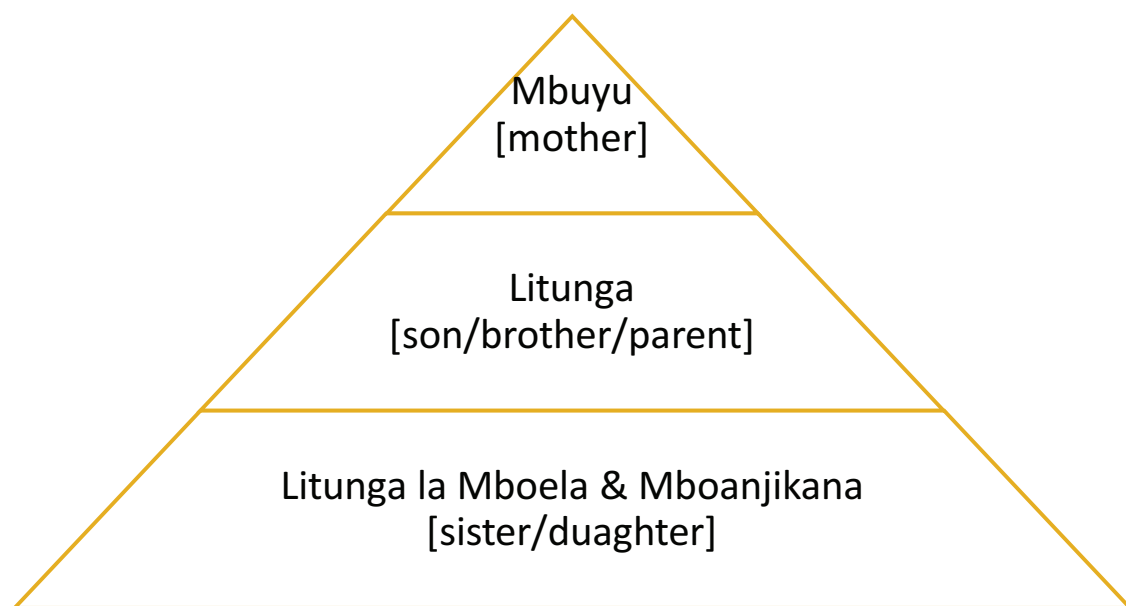 Mbuyu
[mother]
Litunga
[son/brother/parent]
Litunga la Mboela & Mboanjikana
[sister/duaghter]